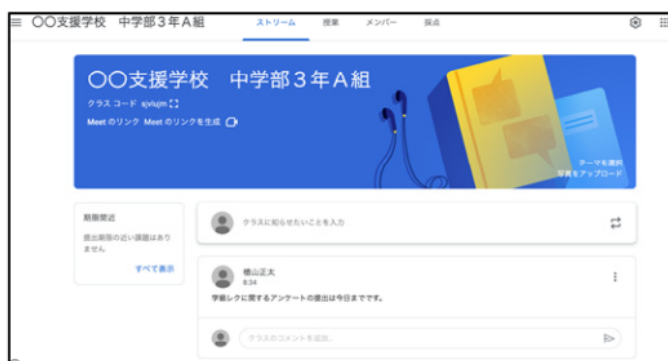 〇〇支援学校　中学部３年Ａ組
ストリーム
授業
メンバー
採点
〇〇支援学校　中学部３年Ａ組
クラス コード sjvlujm
Meet のリンク Meet のリンクを生成
テーマを選択
写真をアップロード
期限間近
提出期限の近い課題はあり
ません
すべて表示
クラスに知らせたいことを入力
檜山正太
8:34
学級レクに関するアンケートの提出は今日までです。
クラスのコメントを追加…